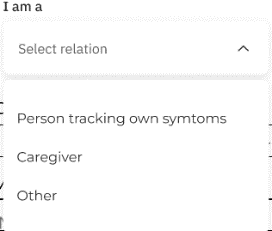 I am a
Select relation
Person tracking own symtoms
Caregiver
Other